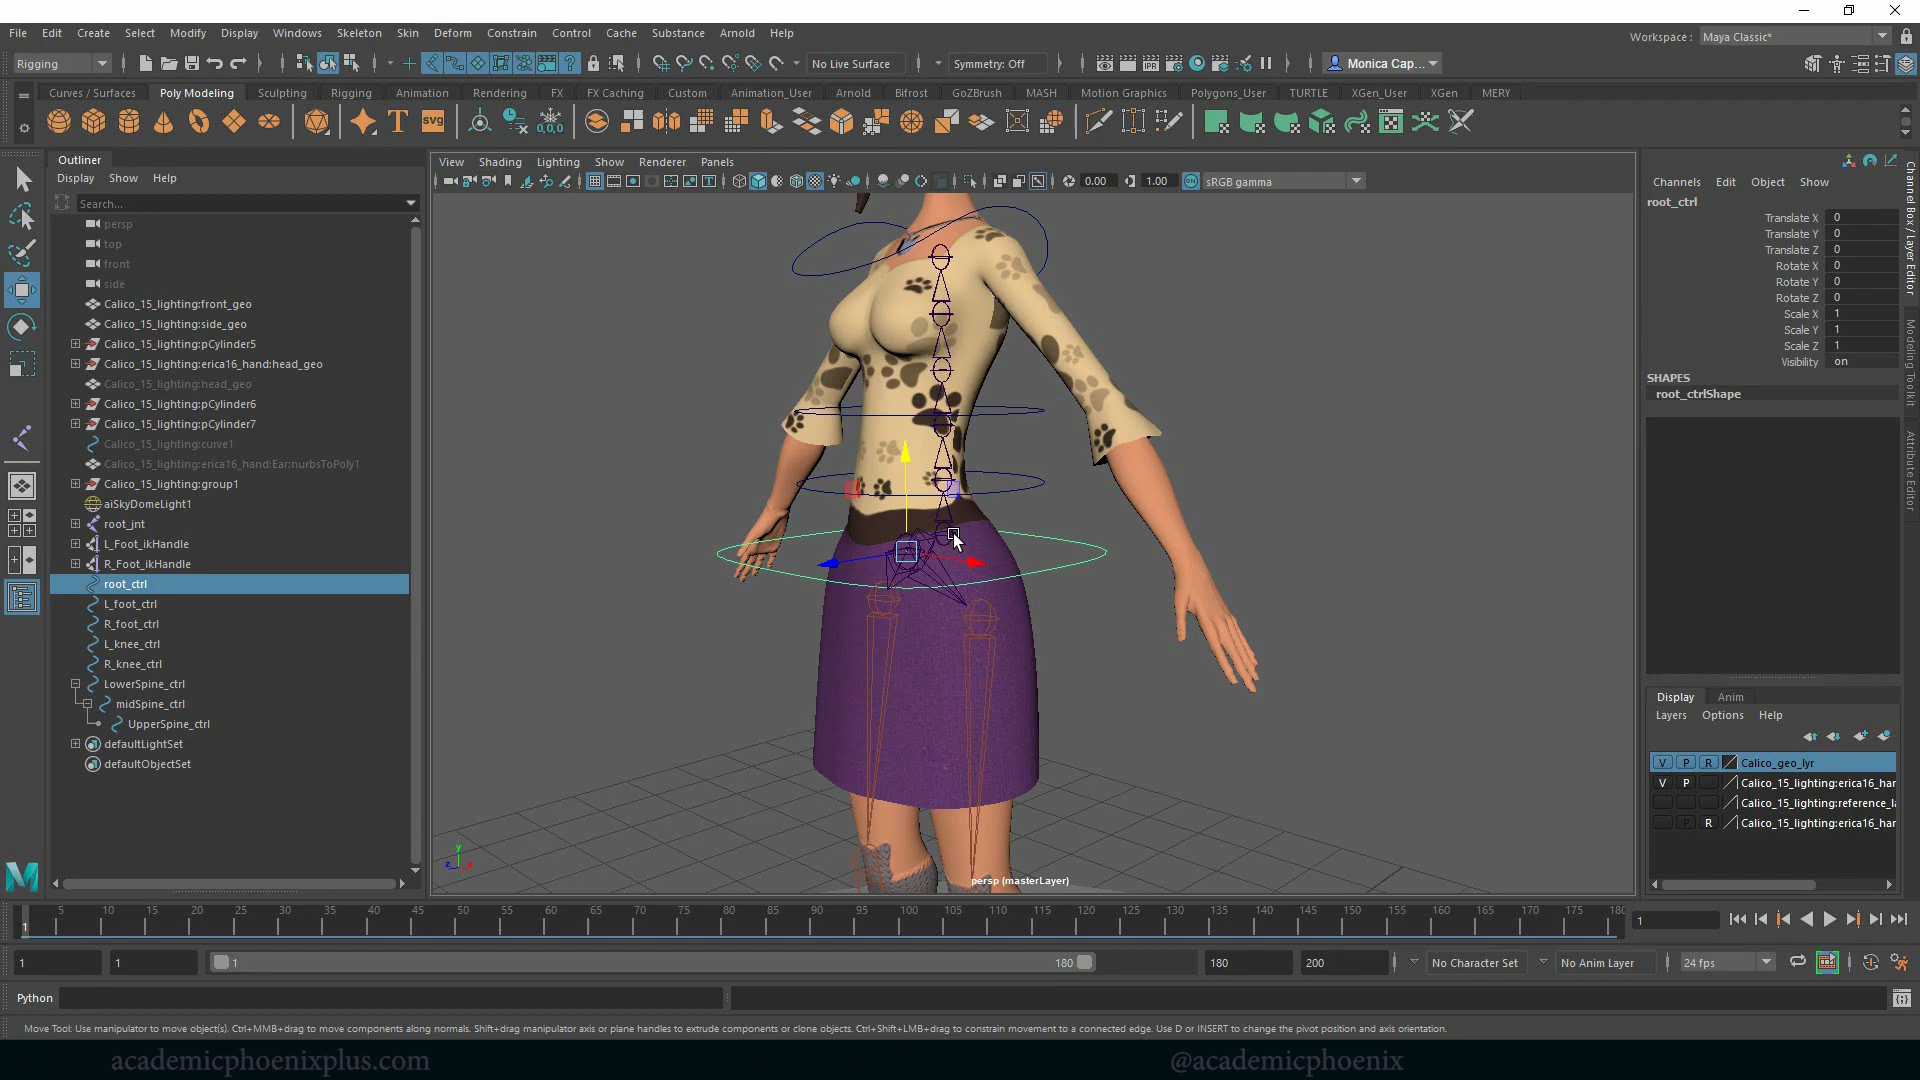 File Edit Create Select Modify Display Windows Skeleton Skin Deform Constrain Control Cache Substance Arnold Help
Workspace : Maya Classic*
Rigging No Live Surface Symmetry: Off Monica Cap...
Curves / Surfaces Poly Modeling Sculpting Rigging Animation Rendering FX FX Caching Custom Animation_User Arnold Bifrost GoZBrush MASH Motion Graphics Polygons_User TURTLE XGen_User XGen MERY
T svg 0,0,0
Outliner
Display Show Help
Search...
persp
top
front
side
Calico_15_lighting:front_geo
Calico_15_lighting:side_geo
Calico_15_lighting:pCylinder5
Calico_15_lighting:erica16_hand:head_geo
Calico_15_lighting:head_geo
Calico_15_lighting:pCylinder6
Calico_15_lighting:pCylinder7
Calico_15_lighting:curve1
Calico_15_lighting:erica16_hand:Ear:nurbsToPoly1
Calico_15_lighting:group1
aiSkyDomeLight1
root_jnt
L_Foot_ikHandle
R_Foot_ikHandle
root_ctrl
L_foot_ctrl
R_foot_ctrl
L_knee_ctrl
R_knee_ctrl
LowerSpine_ctrl
midSpine_ctrl
UpperSpine_ctrl
defaultLightSet
defaultObjectSet
View Shading Lighting Show Renderer Panels
0.00 1.00 sRGB gamma
persp (masterLayer)
Channels Edit Object Show
root_ctrl
Translate X 0
Translate Y 0
Translate Z 0
Rotate X 0
Rotate Y 0
Rotate Z 0
Scale X 1
Scale Y 1
Scale Z 1
Visibility on
SHAPES
root_ctrlShape
Channel Box / Layer Editor
Modeling Toolkit
Attribute Editor
Display Anim
Layers Options Help
V P R Calico_geo_lyr
V P Calico_15_lighting:erica16_har
Calico_15_lighting:reference_l
P R Calico_15_lighting:erica16_har
5 10 15 20 25 30 35 40 45 50 55 60 65 70 75 80 85 90 95 100 105 110 115 120 125 130 135 140 145 150 155 160 165 170 175 180
1 1
1 1 1 180 180 200 No Character Set No Anim Layer 24 fps
Python
Move Tool: Use manipulator to move object(s). Ctrl+MMB+drag to move components along normals. Shift+drag manipulator axis or plane handles to extrude components or clone objects. Ctrl+Shift+LMB+drag to constrain movement to a connected edge. Use D or INSERT to change the pivot position and axis orientation.
academicphoenixplus.com @academicphoenix